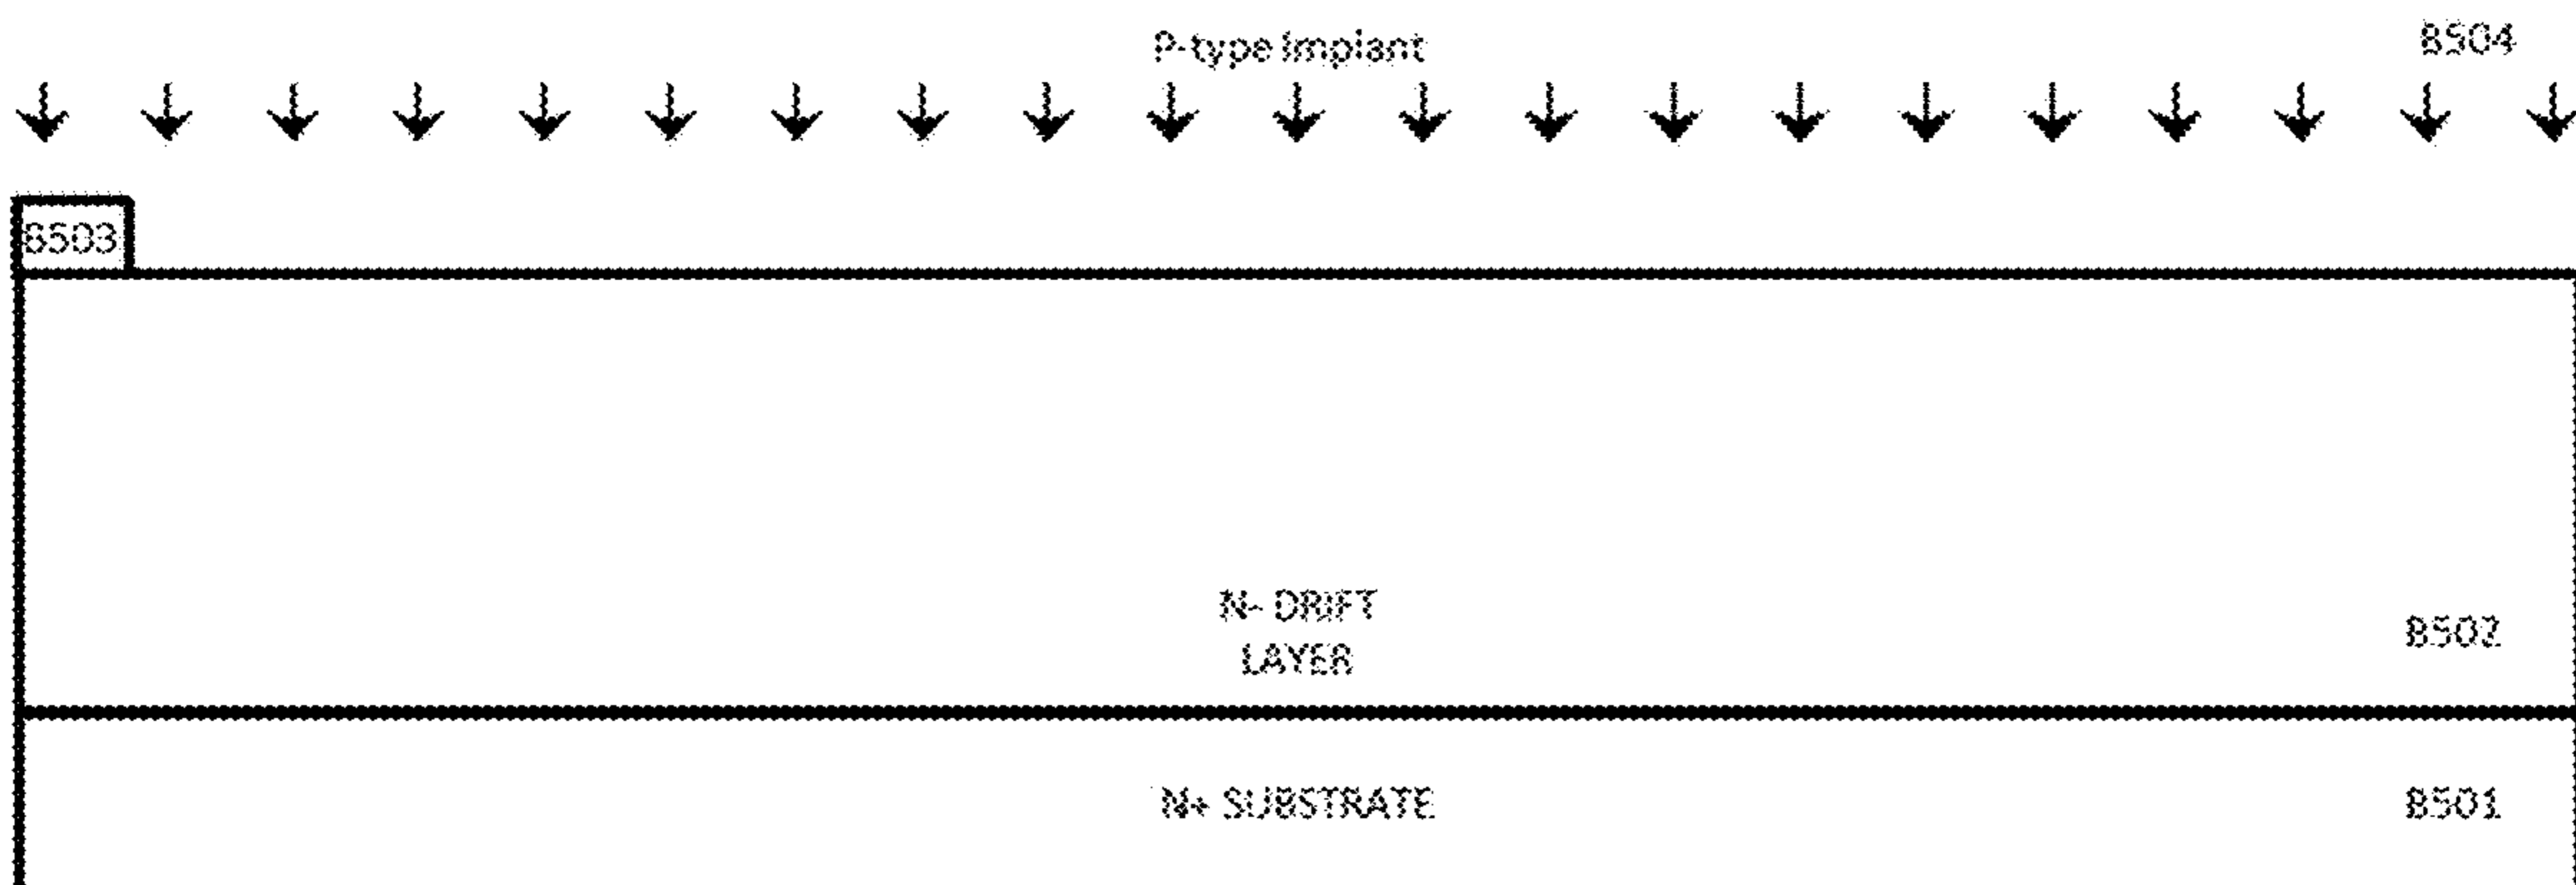 P-type Implant
8504
8503
N- DRIFT
LAYER
8502
N+ SUBSTRATE
8501